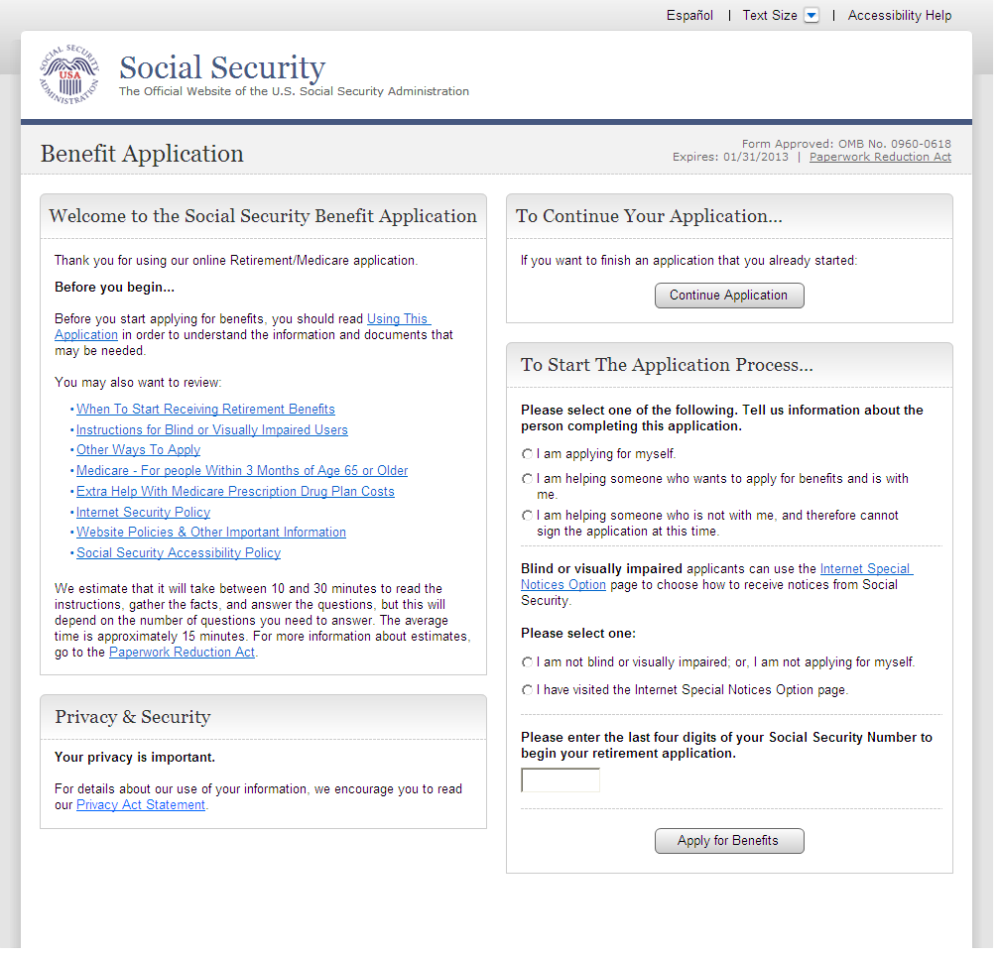 Español | Text Size | Accessibility Help
SOCIAL SECURITY ADMINISTRATION
USA
Social Security
The Official Website of the U.S. Social Security Administration
Benefit Application
Form Approved: OMB No. 0960-0618
Expires: 01/31/2013 | Paperwork Reduction Act
Welcome to the Social Security Benefit Application
Thank you for using our online Retirement/Medicare application.
Before you begin...
Before you start applying for benefits, you should read Using This
Application in order to understand the information and documents that
may be needed.
You may also want to review:
•When To Start Receiving Retirement Benefits
•Instructions for Blind or Visually Impaired Users
•Other Ways To Apply
•Medicare - For people Within 3 Months of Age 65 or Older
•Extra Help With Medicare Prescription Drug Plan Costs
•Internet Security Policy
•Website Policies & Other Important Information
•Social Security Accessibility Policy
We estimate that it will take between 10 and 30 minutes to read the
instructions, gather the facts, and answer the questions, but this will
depend on the number of questions you need to answer. The average
time is approximately 15 minutes. For more information about estimates,
go to the Paperwork Reduction Act.
Privacy & Security
Your privacy is important.
For details about our use of your information, we encourage you to read
our Privacy Act Statement.
To Continue Your Application...
If you want to finish an application that you already started:
Continue Application
To Start The Application Process...
Please select one of the following. Tell us information about the
person completing this application.
I am applying for myself.
I am helping someone who wants to apply for benefits and is with
me.
I am helping someone who is not with me, and therefore cannot
sign the application at this time.
Blind or visually impaired applicants can use the Internet Special
Notices Option page to choose how to receive notices from Social
Security.
Please select one:
I am not blind or visually impaired; or, I am not applying for myself.
I have visited the Internet Special Notices Option page.
Please enter the last four digits of your Social Security Number to
begin your retirement application.
Apply for Benefits